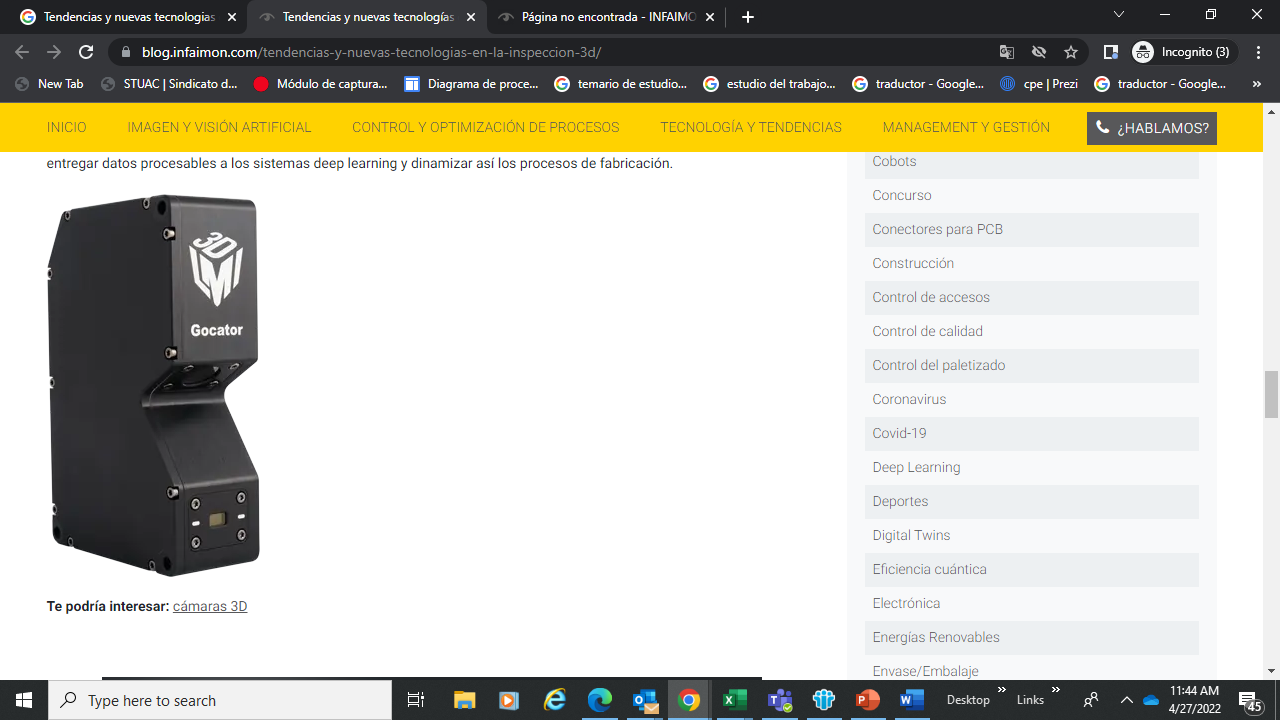 Tendencias y nuevas tecnologías
Tendencias y nuevas tecnologías
Página no encontrada - INFAIMO
blog.infaimon.com/tendencias-y-nuevas-tecnologias-en-la-inspeccion-3d/
Incognito (3)
New Tab
STUAC | Sindicato d...
Módulo de captura...
Diagrama de proce...
temario de estudio...
estudio del trabajo...
traductor - Google...
cpe | Prezi
traductor - Google...
»
INICIO
IMAGEN Y VISIÓN ARTIFICIAL
CONTROL Y OPTIMIZACIÓN DE PROCESOS
TECNOLOGÍA Y TENDENCIAS
MANAGEMENT Y GESTIÓN
¿HABLAMOS?
entregar datos procesables a los sistemas deep learning y dinamizar así los procesos de fabricación.
3D
LMI
Gocator
Te podría interesar: cámaras 3D
Cobots
Concurso
Conectores para PCB
Construcción
Control de accesos
Control de calidad
Control del paletizado
Coronavirus
Covid-19
Deep Learning
Deportes
Digital Twins
Eficiencia cuántica
Electrónica
Energías Renovables
Envase/Embalaje
Type here to search
Desktop
»
Links
»
11:44 AM
4/27/2022
45